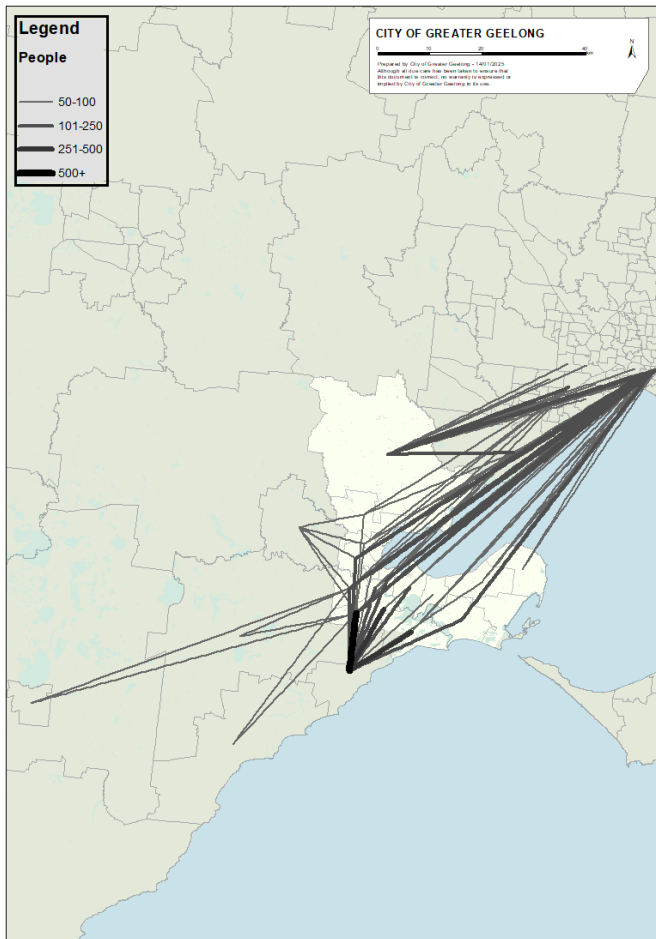 Legend
People
50-100
101-250
251-500
500+
CITY OF GREATER GEELONG
0 10 20 40
km
N
Prepared by City of Greater Geelong - 14/01/2025
Although all due care has been taken to ensure that
this document is correct, no warranty is expressed or
implied by City of Greater Geelong in its use.